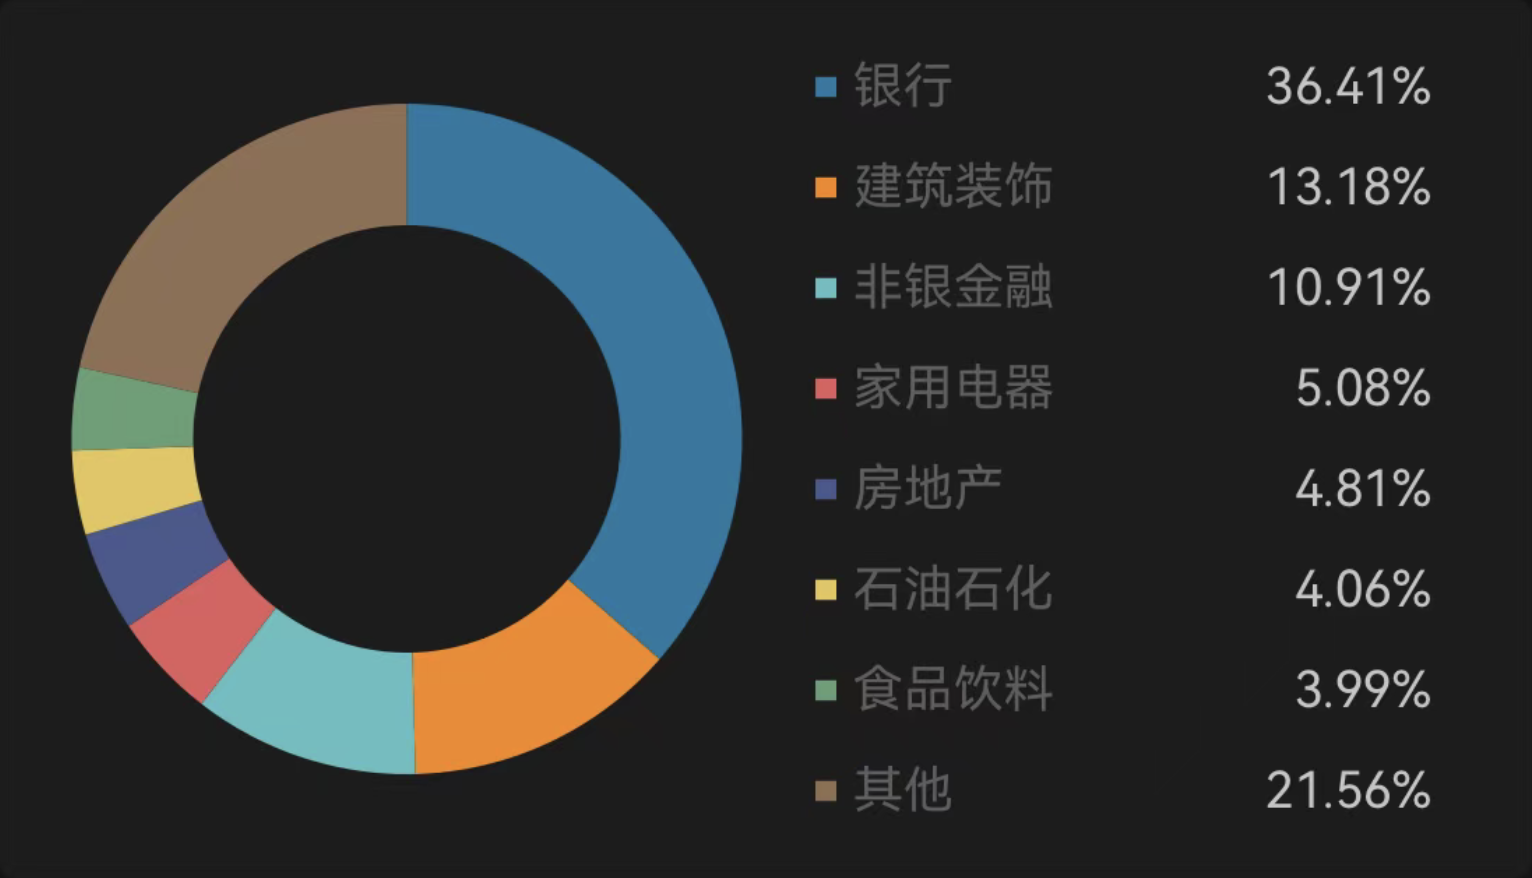 银行 36.41%
建筑装饰 13.18%
非银金融 10.91%
家用电器 5.08%
房地产 4.81%
石油石化 4.06%
食品饮料 3.99%
其他 21.56%